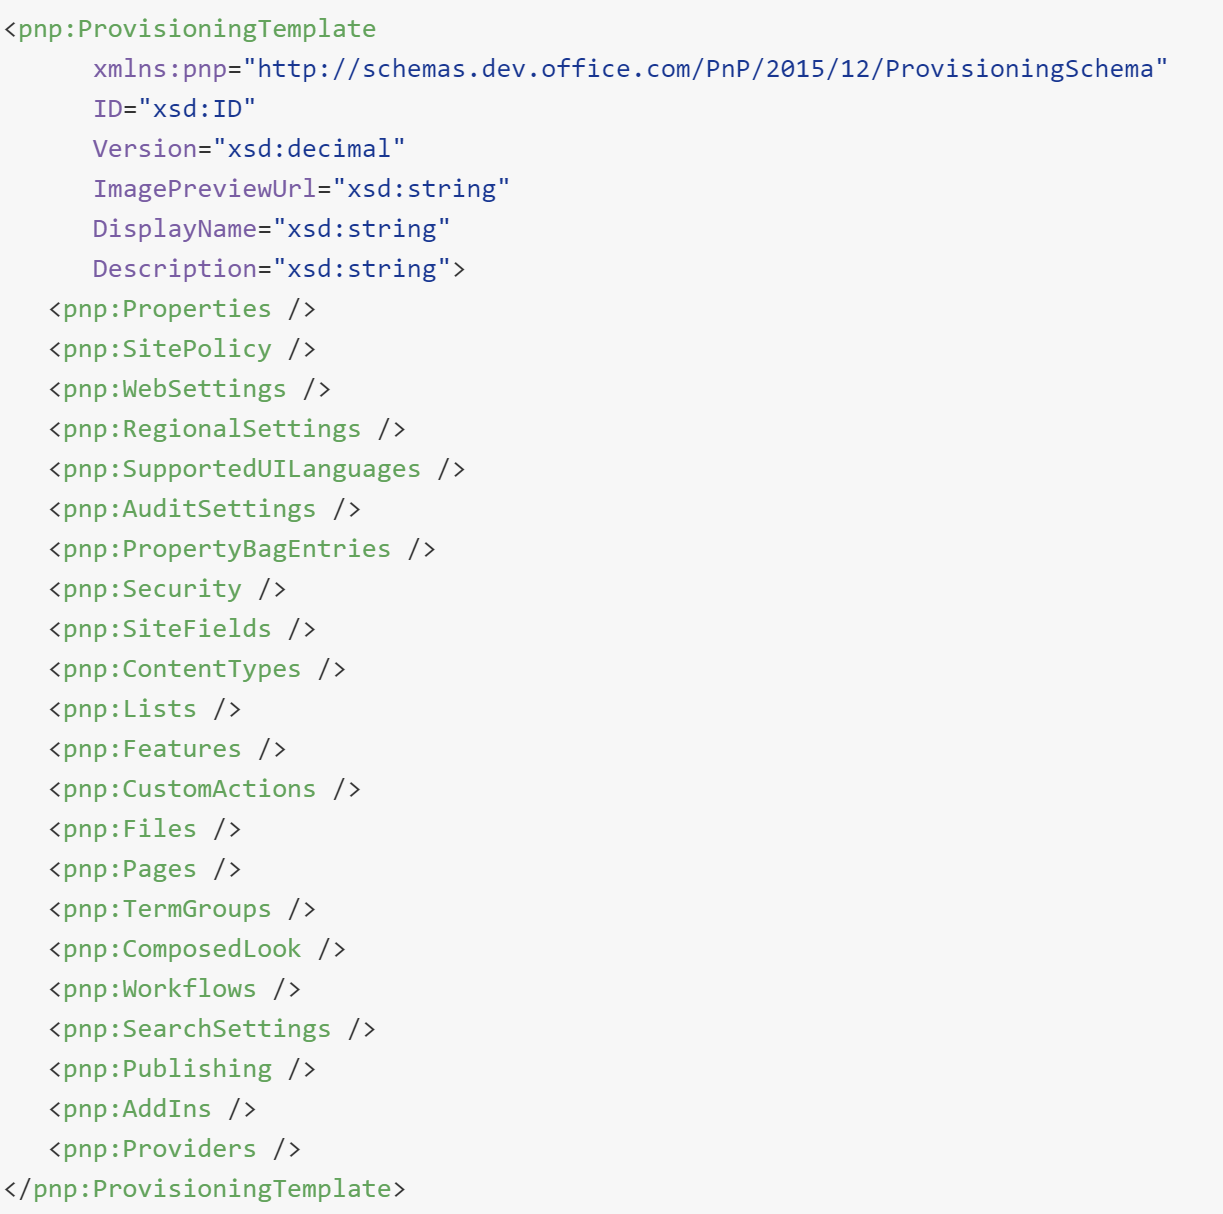 <pnp:ProvisioningTemplate
      xmlns:pnp="http://schemas.dev.office.com/PnP/2015/12/ProvisioningSchema"
      ID="xsd:ID"
      Version="xsd:decimal"
      ImagePreviewUrl="xsd:string"
      DisplayName="xsd:string"
      Description="xsd:string">
   <pnp:Properties />
   <pnp:SitePolicy />
   <pnp:WebSettings />
   <pnp:RegionalSettings />
   <pnp:SupportedUILanguages />
   <pnp:AuditSettings />
   <pnp:PropertyBagEntries />
   <pnp:Security />
   <pnp:SiteFields />
   <pnp:ContentTypes />
   <pnp:Lists />
   <pnp:Features />
   <pnp:CustomActions />
   <pnp:Files />
   <pnp:Pages />
   <pnp:TermGroups />
   <pnp:ComposedLook />
   <pnp:Workflows />
   <pnp:SearchSettings />
   <pnp:Publishing />
   <pnp:AddIns />
   <pnp:Providers />
</pnp:ProvisioningTemplate>